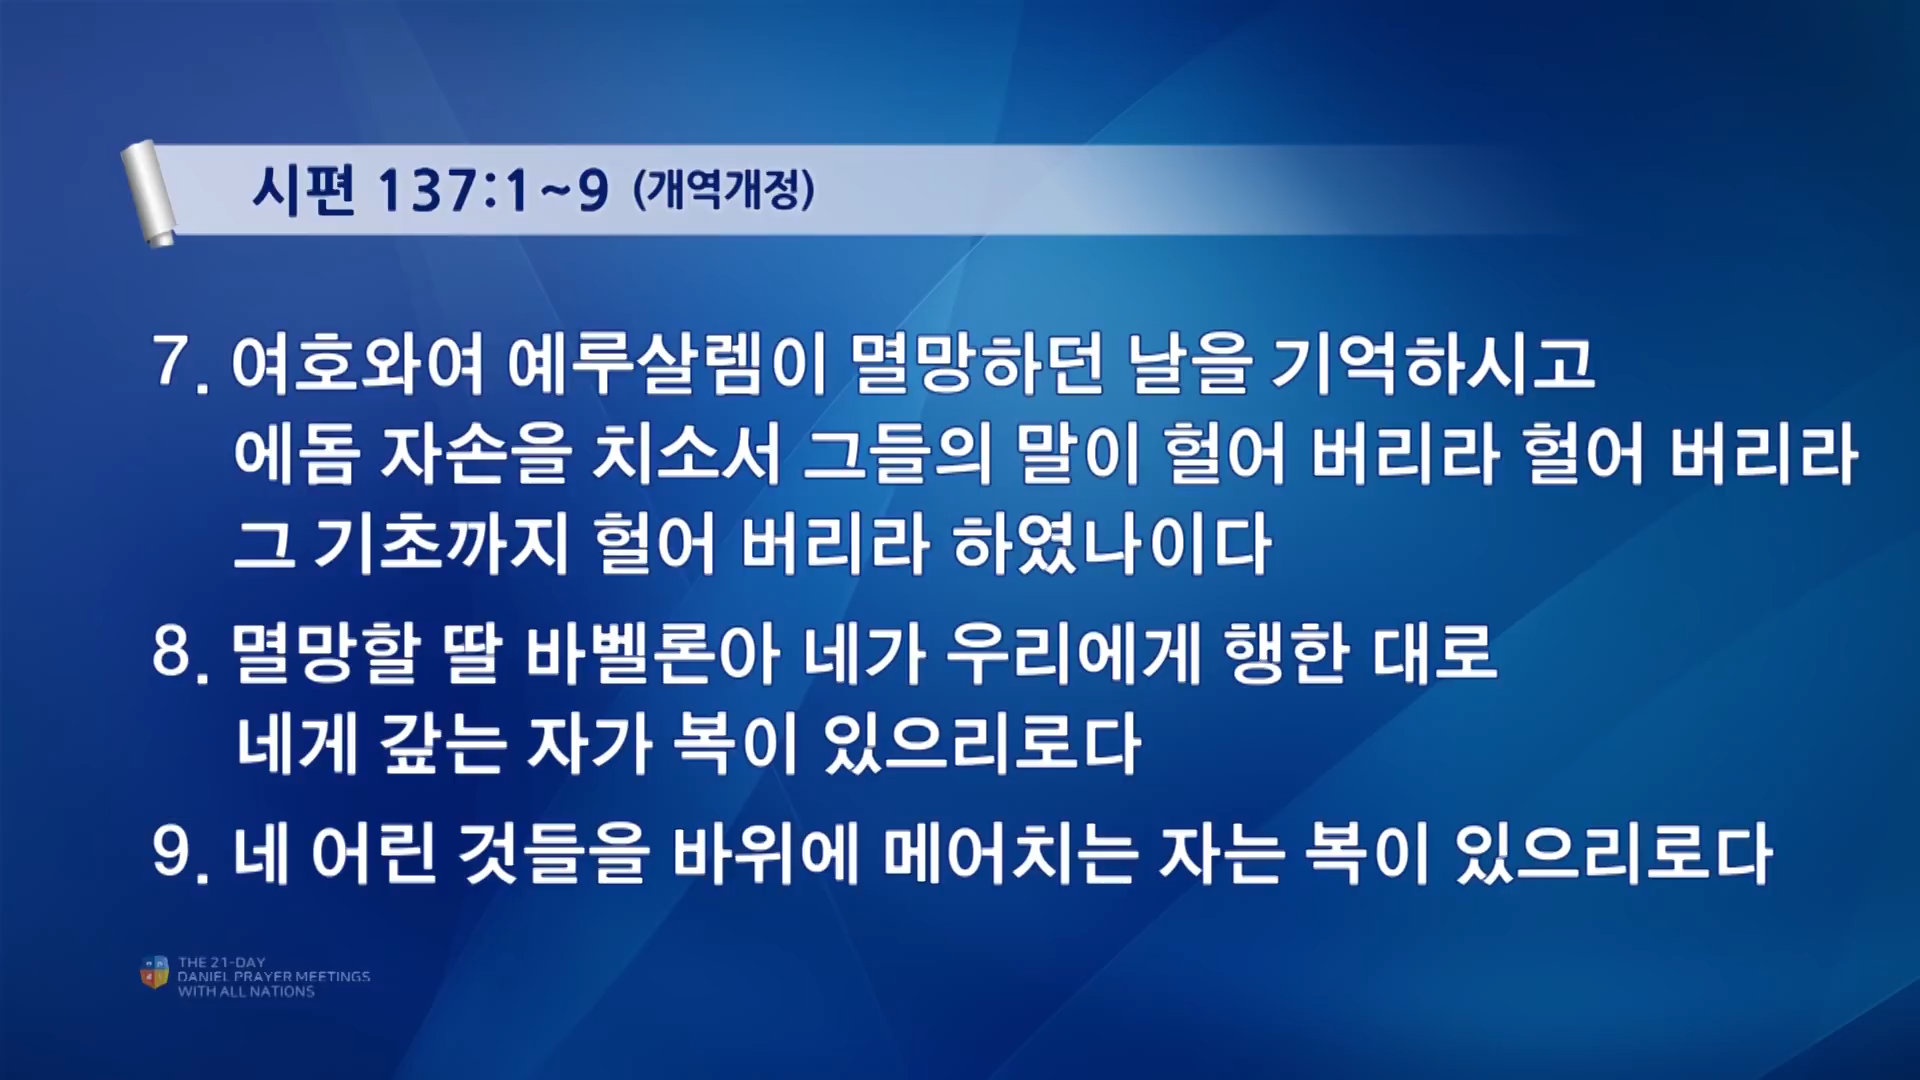 시편 137:1~9 (개역개정)
7. 여호와여 예루살렘이 멸망하던 날을 기억하시고
에돔 자손을 치소서 그들의 말이 헐어 버리라 헐어 버리라
그 기초까지 헐어 버리라 하였나이다
8. 멸망할 딸 바벨론아 네가 우리에게 행한 대로
네게 갚는 자가 복이 있으리로다
9. 네 어린 것들을 바위에 메어치는 자는 복이 있으리로다
THE 21-DAY
DANIEL PRAYER MEETINGS
WITH ALL NATIONS